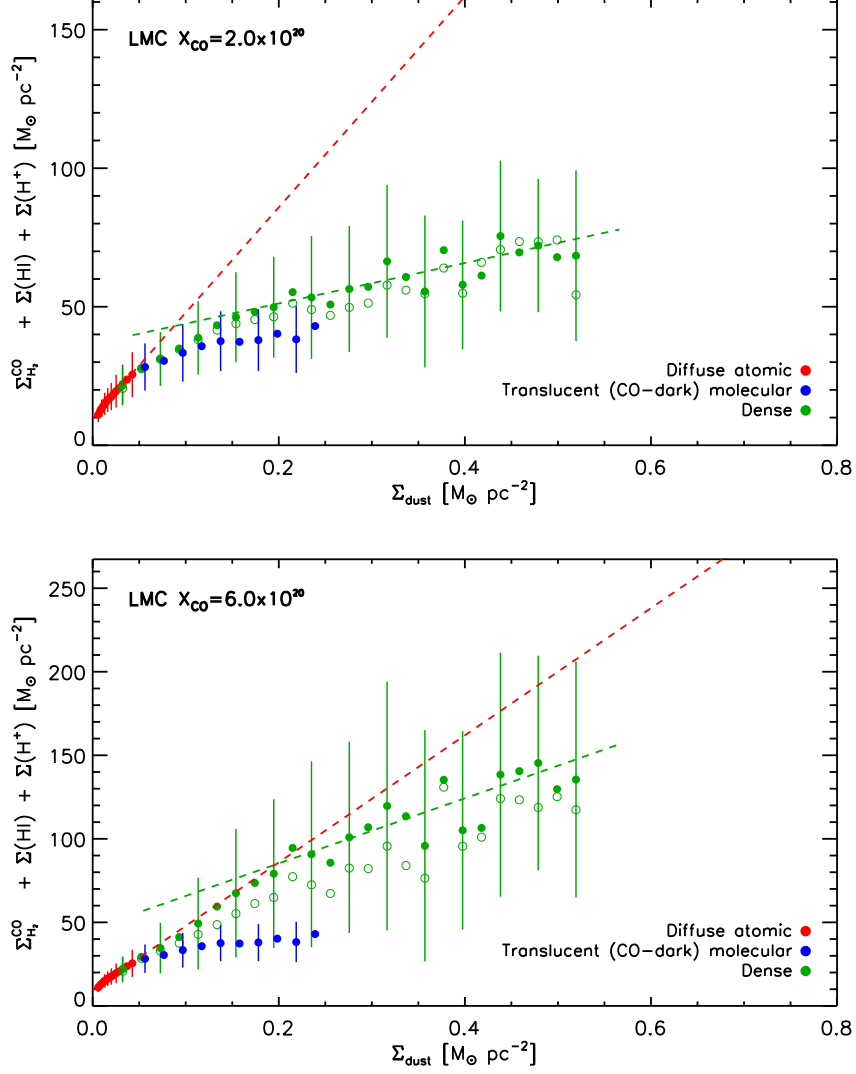 LMC X_CO=2.0x10^20
150
100
50
0
Σ^CO_H₂ + Σ(HI) + Σ(H⁺) [M⊙ pc⁻²]
Diffuse atomic
Translucent (CO-dark) molecular
Dense
0.0 0.2 0.4 0.6 0.8
Σ_dust [M⊙ pc⁻²]
LMC X_CO=6.0x10^20
250
200
150
100
50
0
Σ^CO_H₂ + Σ(HI) + Σ(H⁺) [M⊙ pc⁻²]
Diffuse atomic
Translucent (CO-dark) molecular
Dense
0.0 0.2 0.4 0.6 0.8
Σ_dust [M⊙ pc⁻²]